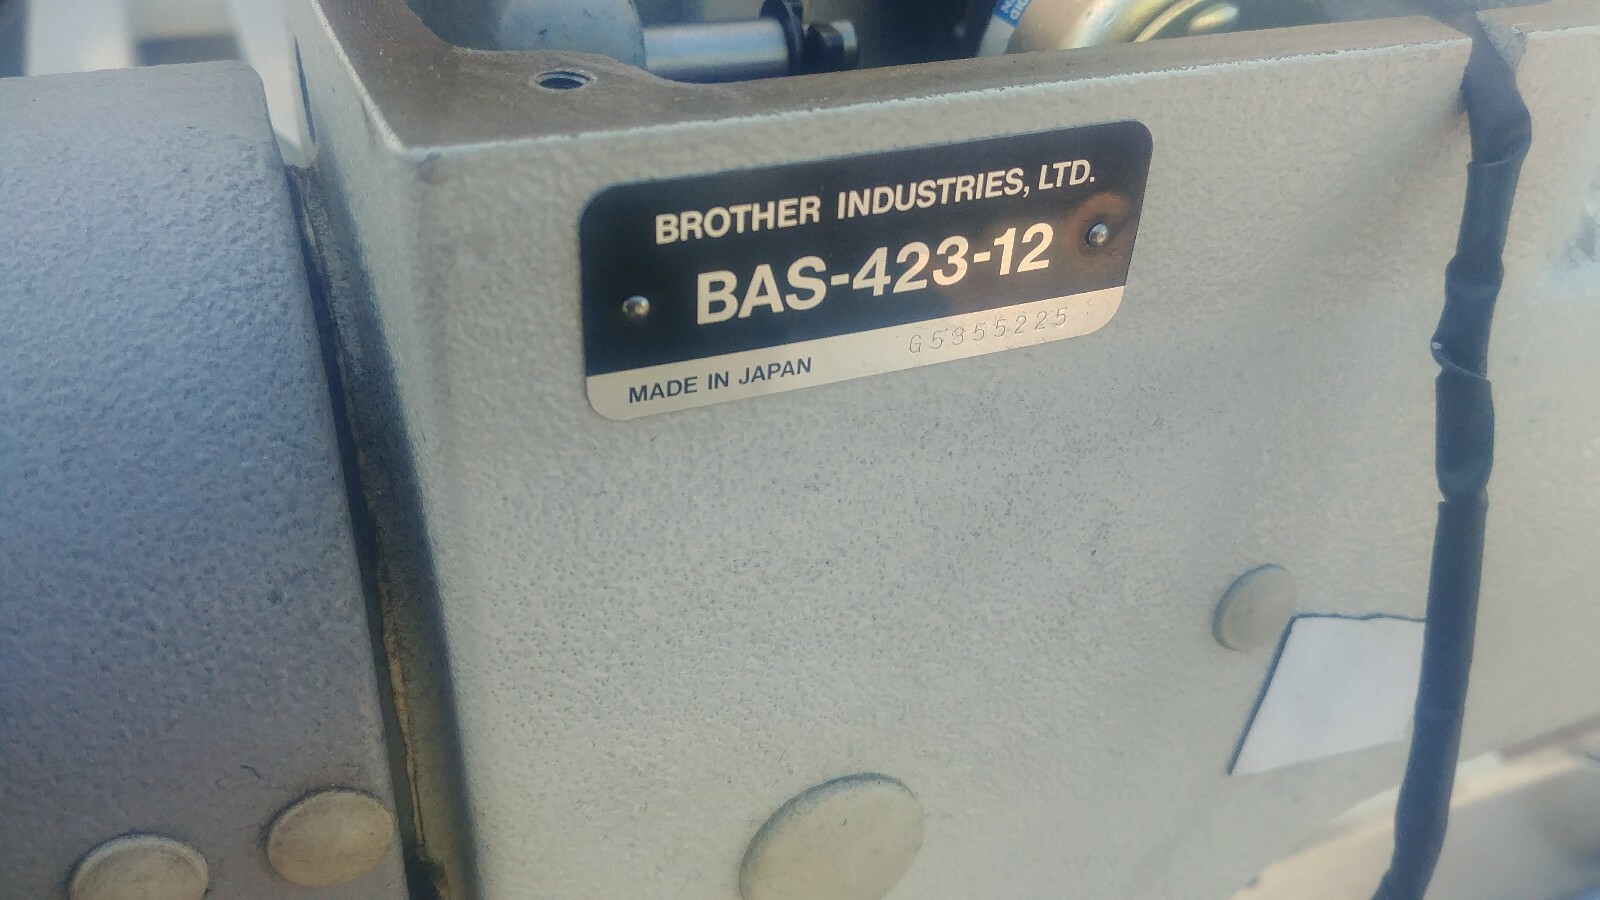 BROTHER INDUSTRIES, LTD.
BAS-423-12
MADE IN JAPAN
G5355225